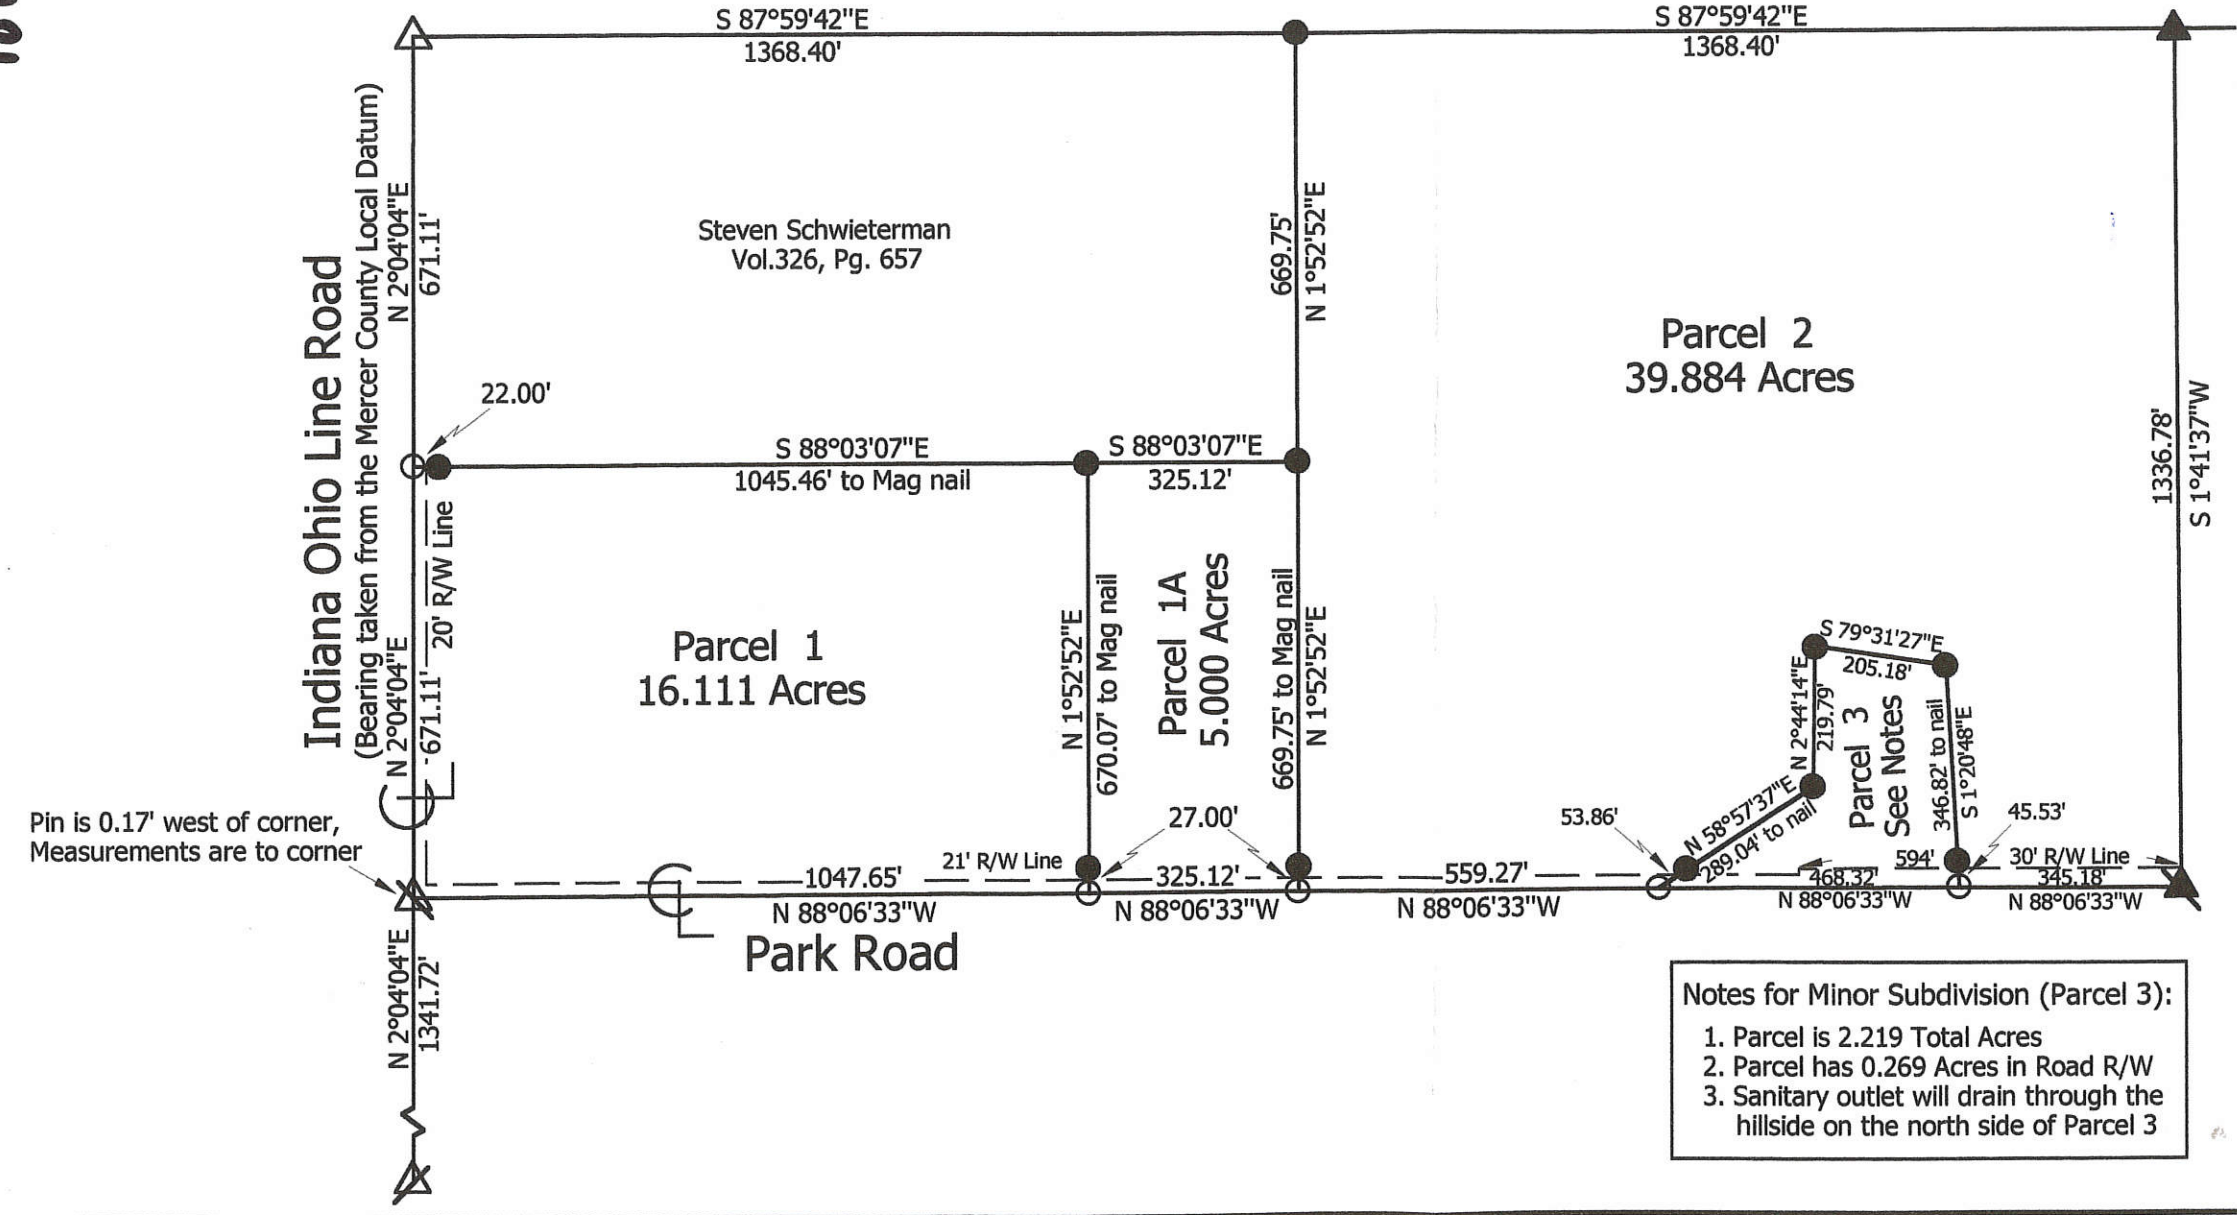 S 87°59'42"E
1368.40'
S 87°59'42"E
1368.40'
Indiana Ohio Line Road
(Bearing taken from the Mercer County Local Datum)
N 2°04'04"E
671.11'
Steven Schwieterman
Vol.326, Pg. 657
669.75'
N 1°52'52"E
Parcel 2
39.884 Acres
1336.78'
S 1°41'37"W
22.00'
S 88°03'07"E
1045.46' to Mag nail
S 88°03'07"E
325.12'
N 2°04'04"E
671.11'
20' R/W Line
Parcel 1
16.111 Acres
N 1°52'52"E
670.07' to Mag nail
Parcel 1A
5.000 Acres
669.75' to Mag nail
N 1°52'52"E
S 79°31'27"E
205.18'
N 2°44'14"E
219.79'
Parcel 3
See Notes
346.82' to nail
S 1°20'48"E
N 58°57'37"E
289.04' to nail
53.86'
45.53'
27.00'
Pin is 0.17' west of corner,
Measurements are to corner
1047.65'
21' R/W Line
325.12'
559.27'
594'
30' R/W Line
468.32'
345.18'
N 88°06'33"W
N 88°06'33"W
N 88°06'33"W
N 88°06'33"W
N 88°06'33"W
Park Road
N 2°04'04"E
1341.72'
Notes for Minor Subdivision (Parcel 3):
1. Parcel is 2.219 Total Acres
2. Parcel has 0.269 Acres in Road R/W
3. Sanitary outlet will drain through the
hillside on the north side of Parcel 3